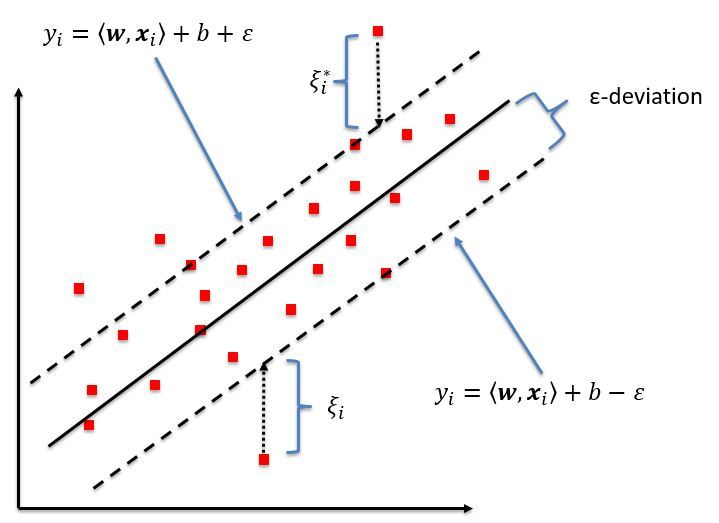 yᵢ = ⟨w, xᵢ⟩ + b + ε
ξᵢ*
ε-deviation
ξᵢ
yᵢ = ⟨w, xᵢ⟩ + b − ε